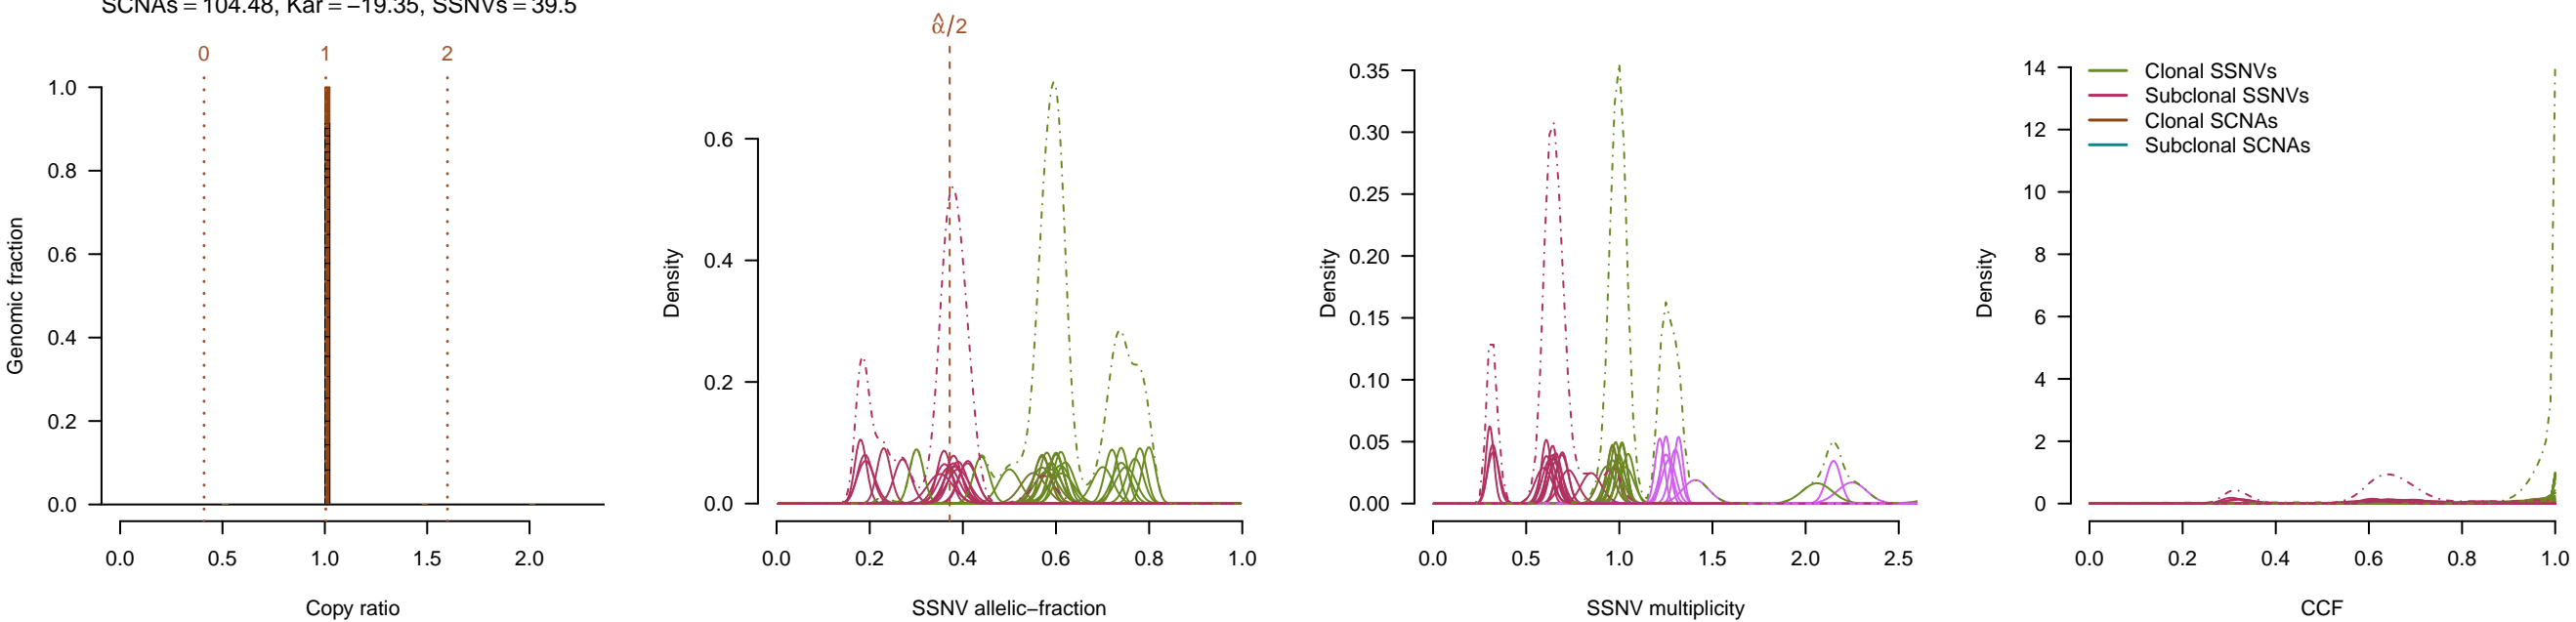 SCNAs = 104.48, Kar = −19.35, SSNVs = 39.5
0 1 2
1.0
0.8
0.6
0.4
0.2
0.0
Genomic fraction
0.0 0.5 1.0 1.5 2.0
Copy ratio
α̂/2
0.6
0.4
0.2
0.0
Density
0.0 0.2 0.4 0.6 0.8 1.0
SSNV allelic−fraction
0.35
0.30
0.25
0.20
0.15
0.10
0.05
0.00
Density
0.0 0.5 1.0 1.5 2.0 2.5
SSNV multiplicity
14
12
10
8
6
4
2
0
Density
Clonal SSNVs
Subclonal SSNVs
Clonal SCNAs
Subclonal SCNAs
0.0 0.2 0.4 0.6 0.8 1.0
CCF